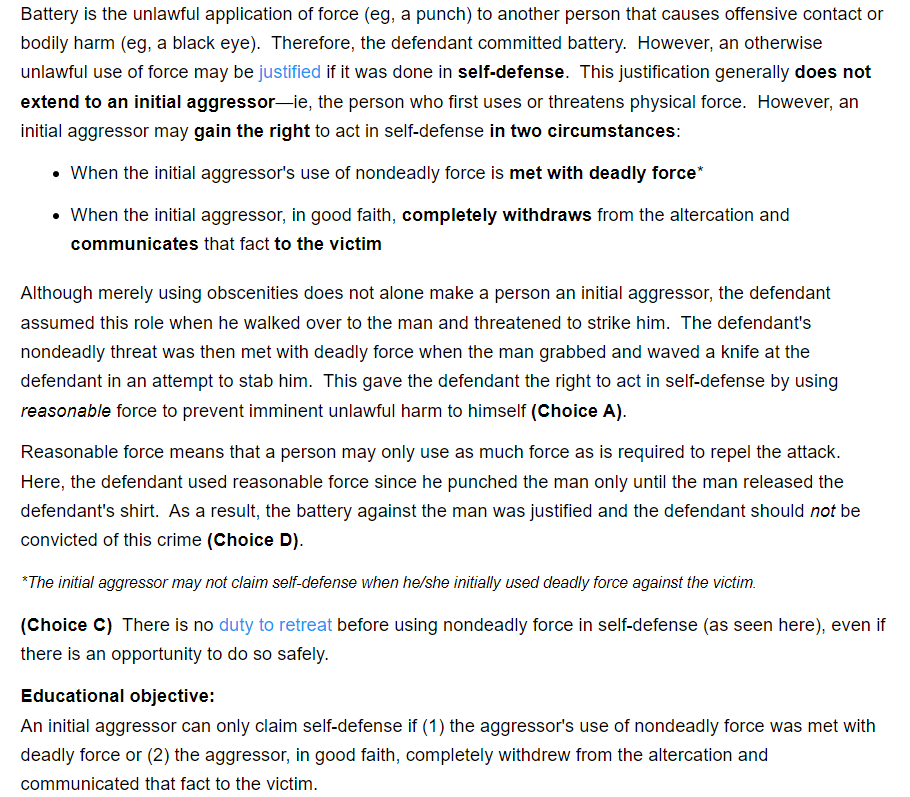 Battery is the unlawful application of force (eg, a punch) to another person that causes offensive contact or
bodily harm (eg, a black eye).  Therefore, the defendant committed battery.  However, an otherwise
unlawful use of force may be justified if it was done in self-defense.  This justification generally does not
extend to an initial aggressor—ie, the person who first uses or threatens physical force.  However, an
initial aggressor may gain the right to act in self-defense in two circumstances:
• When the initial aggressor's use of nondeadly force is met with deadly force*
• When the initial aggressor, in good faith, completely withdraws from the altercation and
communicates that fact to the victim
Although merely using obscenities does not alone make a person an initial aggressor, the defendant
assumed this role when he walked over to the man and threatened to strike him.  The defendant's
nondeadly threat was then met with deadly force when the man grabbed and waved a knife at the
defendant in an attempt to stab him.  This gave the defendant the right to act in self-defense by using
reasonable force to prevent imminent unlawful harm to himself (Choice A).
Reasonable force means that a person may only use as much force as is required to repel the attack.
Here, the defendant used reasonable force since he punched the man only until the man released the
defendant's shirt.  As a result, the battery against the man was justified and the defendant should not be
convicted of this crime (Choice D).
*The initial aggressor may not claim self-defense when he/she initially used deadly force against the victim.
(Choice C)  There is no duty to retreat before using nondeadly force in self-defense (as seen here), even if
there is an opportunity to do so safely.
Educational objective:
An initial aggressor can only claim self-defense if (1) the aggressor's use of nondeadly force was met with
deadly force or (2) the aggressor, in good faith, completely withdrew from the altercation and
communicated that fact to the victim.